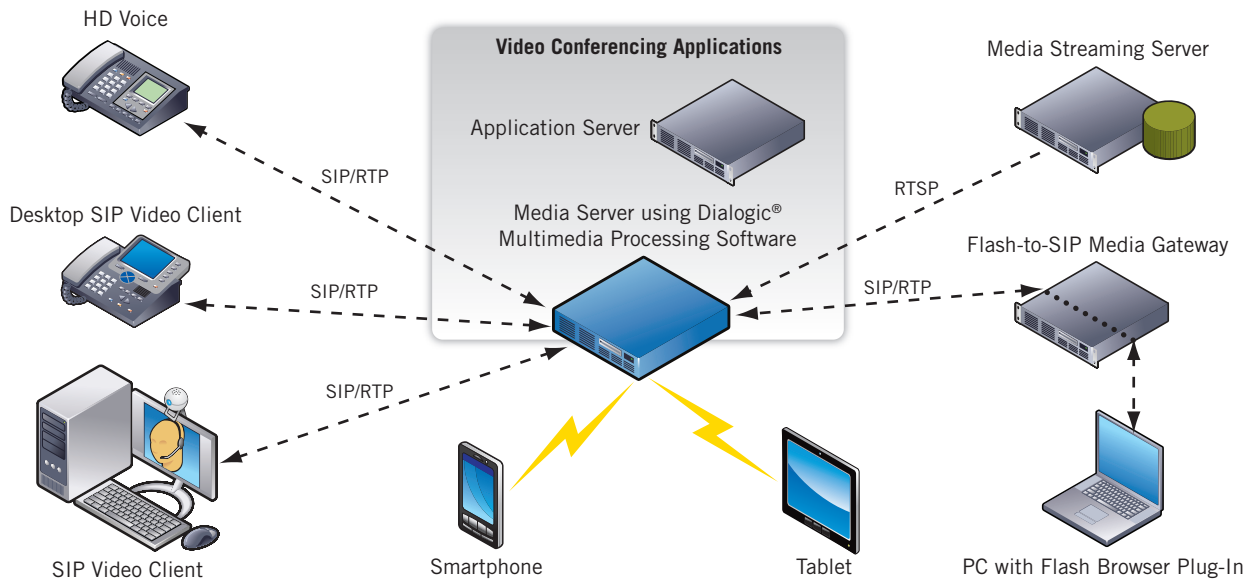 HD Voice
Video Conferencing Applications
Media Streaming Server
Application Server
SIP/RTP
RTSP
Desktop SIP Video Client
Media Server using Dialogic®
Multimedia Processing Software
Flash-to-SIP Media Gateway
SIP/RTP
SIP/RTP
SIP/RTP
SIP Video Client
Smartphone
Tablet
PC with Flash Browser Plug-In